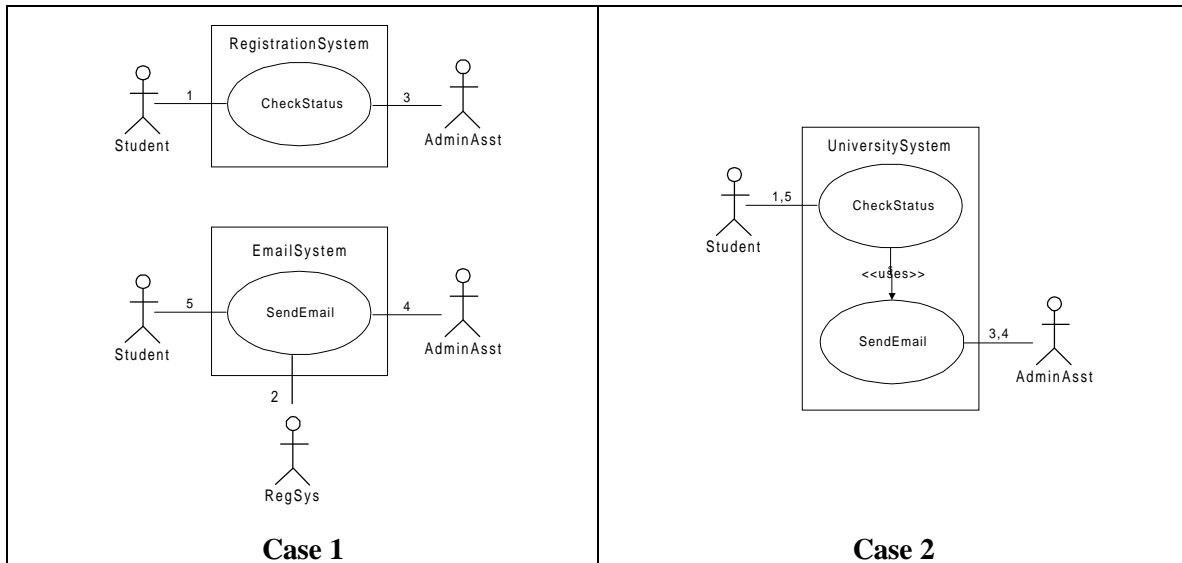 RegistrationSystem
CheckStatus
1
3
Student
AdminAsst
EmailSystem
SendEmail
5
4
Student
AdminAsst
2
RegSys
Case 1
UniversitySystem
CheckStatus
1,5
Student
<<uses>>
SendEmail
3,4
AdminAsst
Case 2